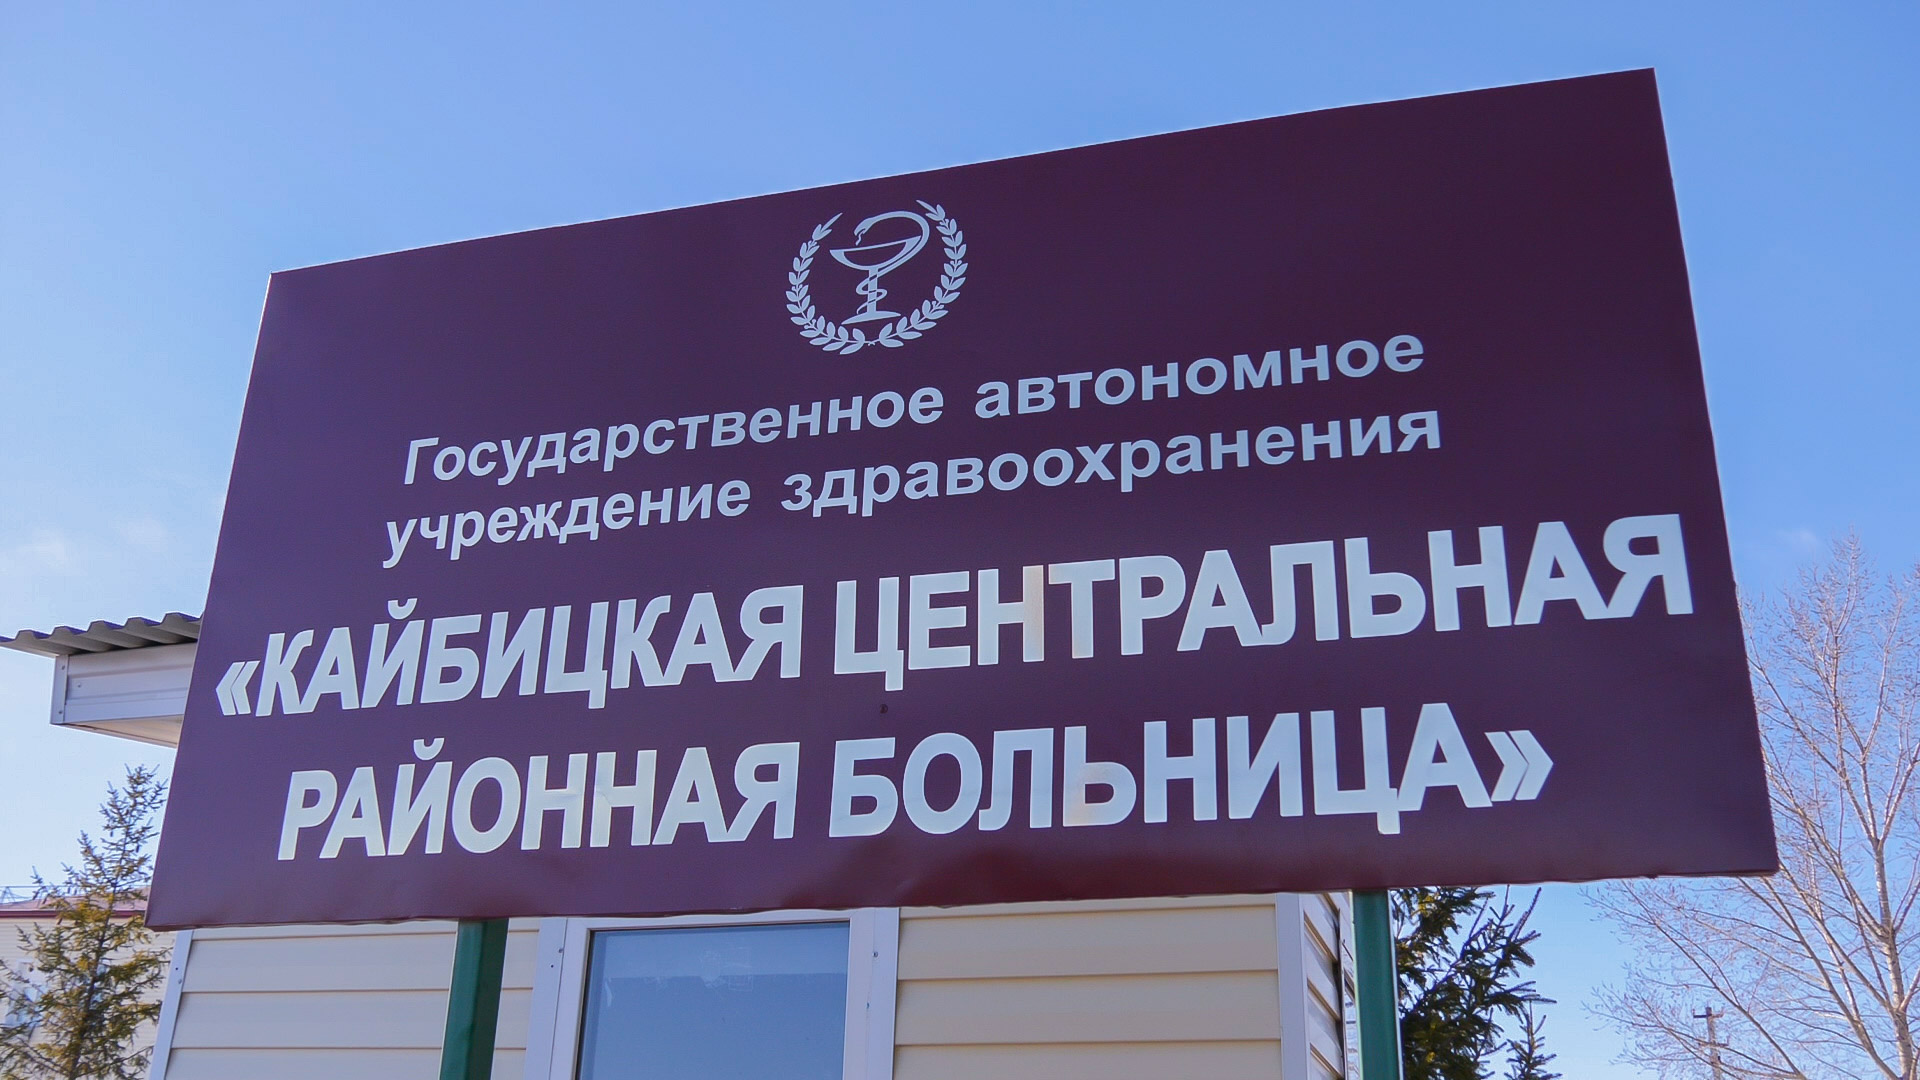 Государственное автономное
учреждение здравоохранения
«КАЙБИЦКАЯ ЦЕНТРАЛЬНАЯ
РАЙОННАЯ БОЛЬНИЦА»